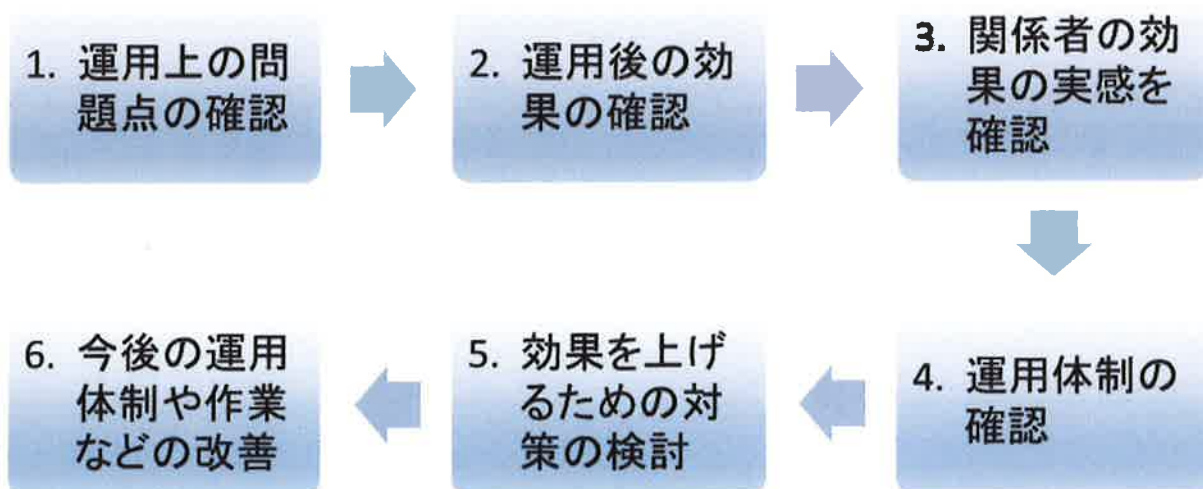 1. 運用上の問
題点の確認
2. 運用後の効
果の確認
3. 関係者の効
果の実感を
確認
4. 運用体制の
確認
5. 効果を上げ
るための対
策の検討
6. 今後の運用
体制や作業
などの改善